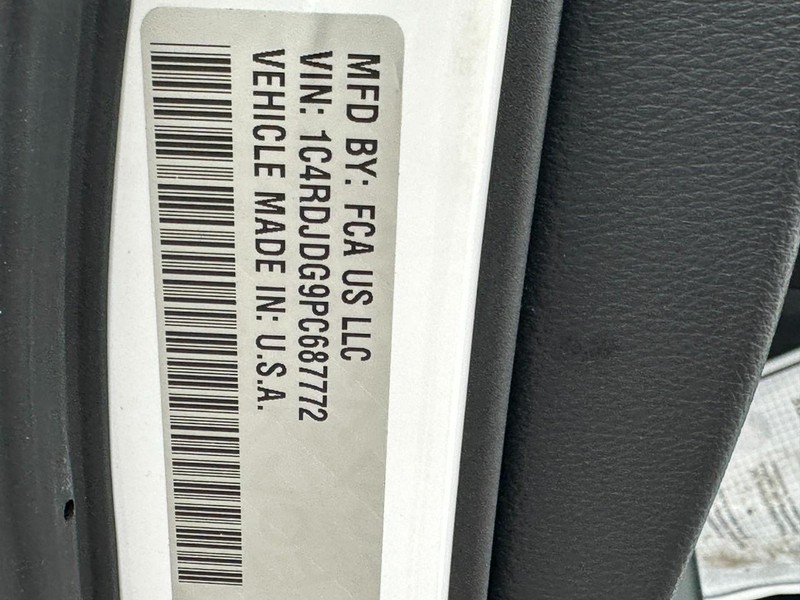 MFD BY: FCA US LLC
VIN: 1C4RDJDG9PC687772
VEHICLE MADE IN: U.S.A.